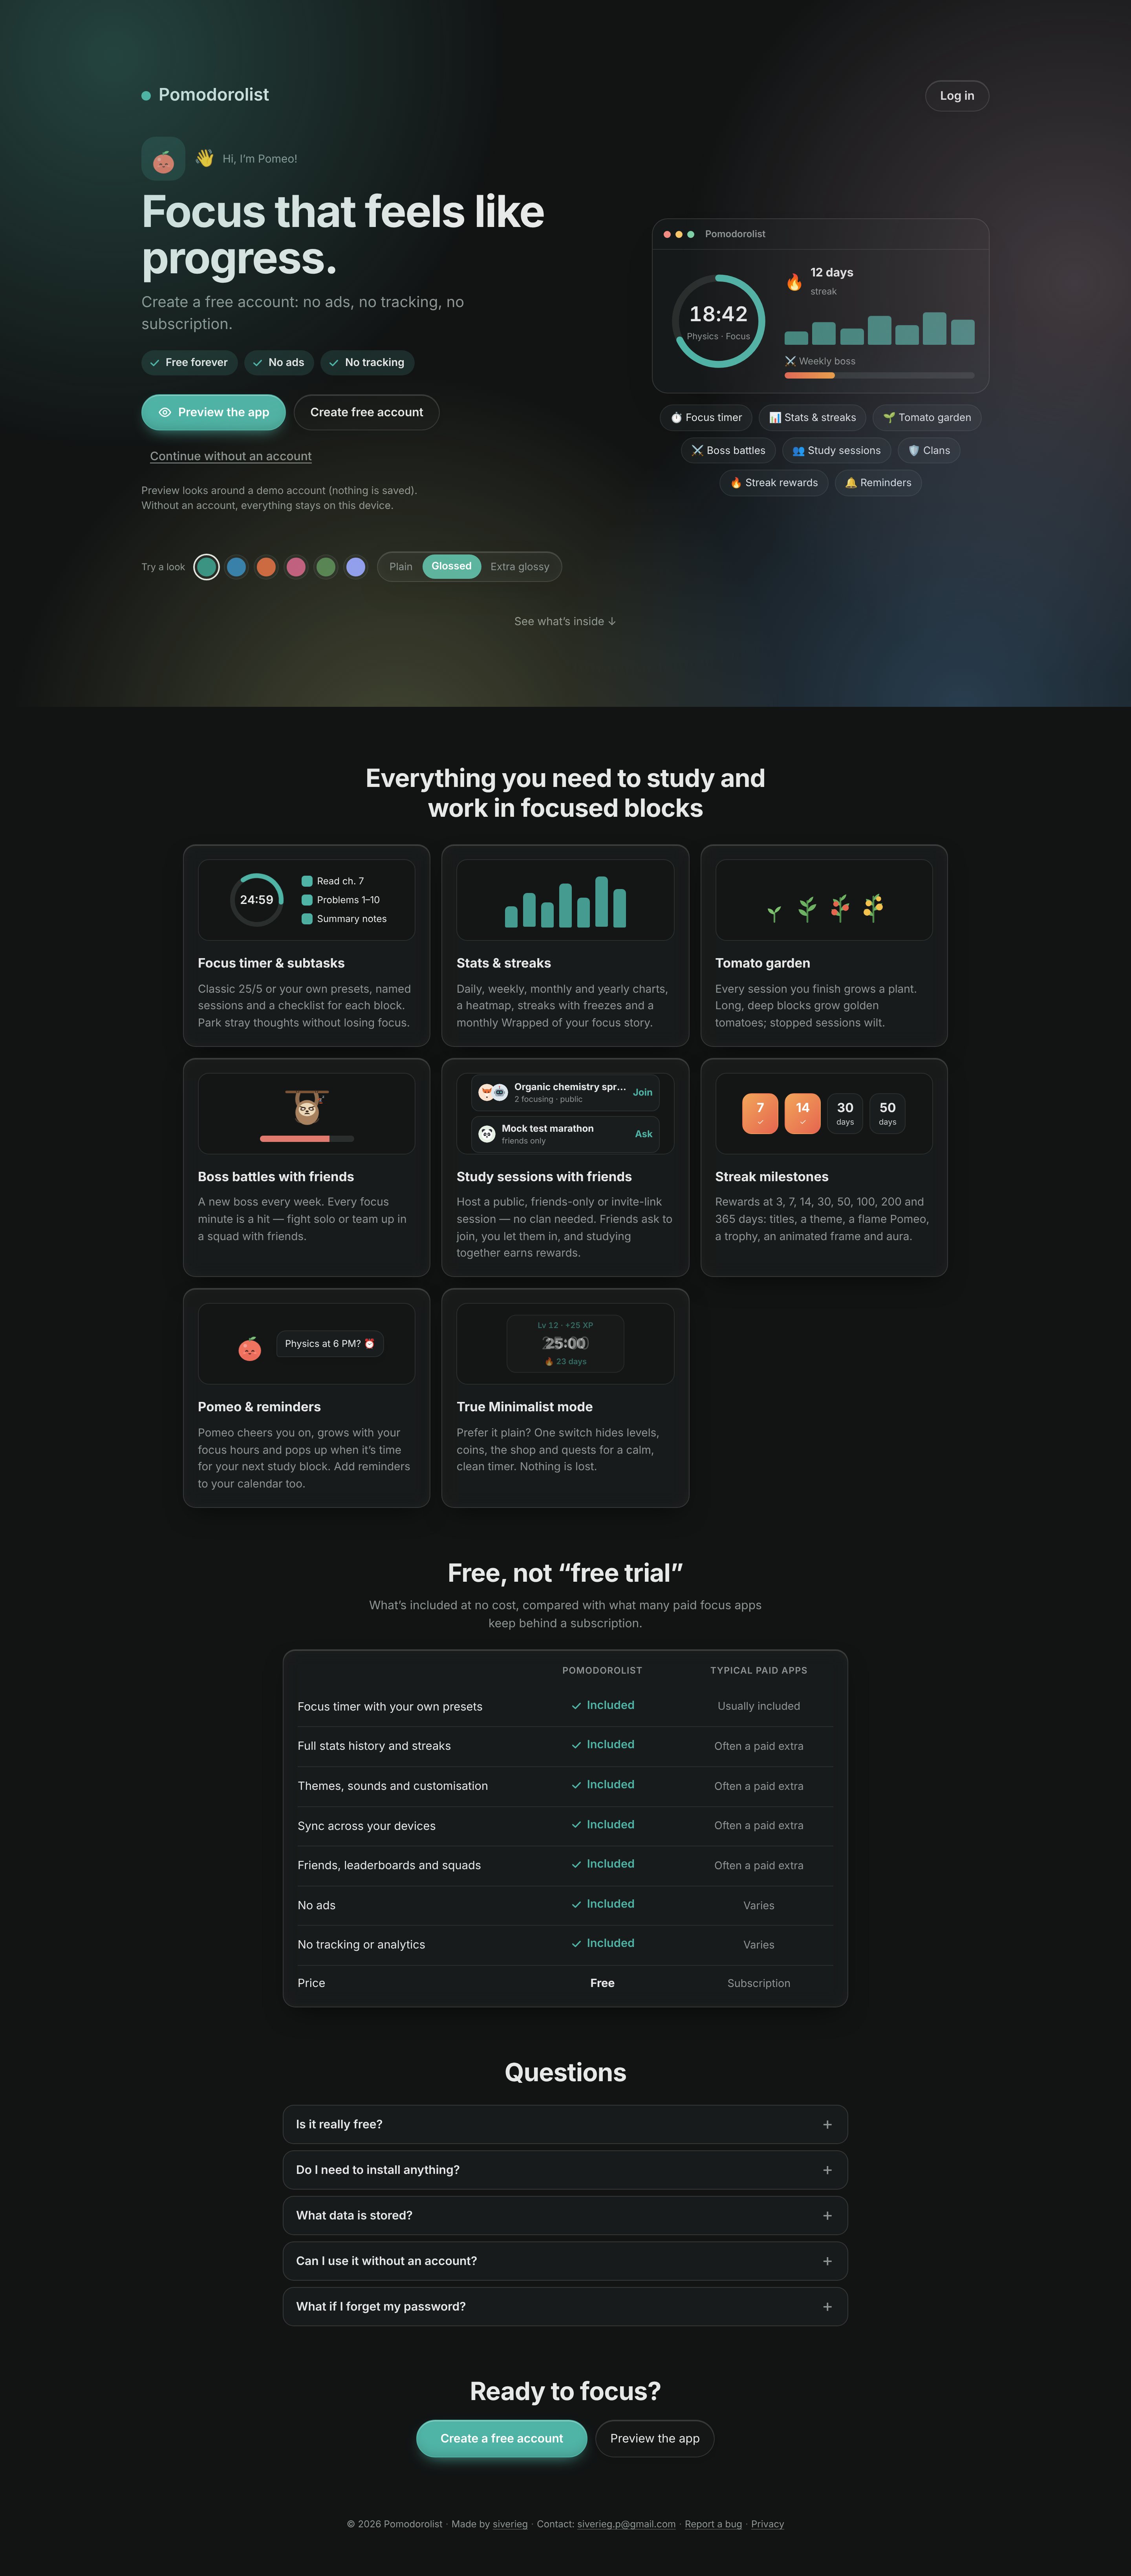 Pomodorolist
Log in
Hi, I'm Pomeo!
Focus that feels like
progress.
Create a free account: no ads, no tracking, no
subscription.
Free forever
No ads
No tracking
Preview the app
Create free account
Continue without an account
Preview looks around a demo account (nothing is saved).
Without an account, everything stays on this device.
Try a look
Plain
Glossed
Extra glossy
Pomodorolist
18:42
Physics · Focus
12 days
streak
Weekly boss
Focus timer
Stats & streaks
Tomato garden
Boss battles
Study sessions
Clans
Streak rewards
Reminders
See what's inside ↓
Everything you need to study and
work in focused blocks
24:59
Read ch. 7
Problems 1–10
Summary notes
Focus timer & subtasks
Classic 25/5 or your own presets, named
sessions and a checklist for each block.
Park stray thoughts without losing focus.
Stats & streaks
Daily, weekly, monthly and yearly charts,
a heatmap, streaks with freezes and a
monthly Wrapped of your focus story.
Tomato garden
Every session you finish grows a plant.
Long, deep blocks grow golden
tomatoes; stopped sessions wilt.
Boss battles with friends
A new boss every week. Every focus
minute is a hit — fight solo or team up in
a squad with friends.
Organic chemistry spr...
2 focusing · public
Join
Mock test marathon
friends only
Ask
Study sessions with friends
Host a public, friends-only or invite-link
session — no clan needed. Friends ask to
join, you let them in, and studying
together earns rewards.
7
14
30
days
50
days
Streak milestones
Rewards at 3, 7, 14, 30, 50, 100, 200 and
365 days: titles, a theme, a flame Pomeo,
a trophy, an animated frame and aura.
Physics at 6 PM?
Pomeo & reminders
Pomeo cheers you on, grows with your
focus hours and pops up when it's time
for your next study block. Add reminders
to your calendar too.
Lv 12 · +25 XP
25:00
23 days
True Minimalist mode
Prefer it plain? One switch hides levels,
coins, the shop and quests for a calm,
clean timer. Nothing is lost.
Free, not “free trial”
What's included at no cost, compared with what many paid focus apps
keep behind a subscription.
POMODOROLIST
TYPICAL PAID APPS
Focus timer with your own presets
Included
Usually included
Full stats history and streaks
Included
Often a paid extra
Themes, sounds and customisation
Included
Often a paid extra
Sync across your devices
Included
Often a paid extra
Friends, leaderboards and squads
Included
Often a paid extra
No ads
Included
Varies
No tracking or analytics
Included
Varies
Price
Free
Subscription
Questions
Is it really free?
Do I need to install anything?
What data is stored?
Can I use it without an account?
What if I forget my password?
Ready to focus?
Create a free account
Preview the app
© 2026 Pomodorolist · Made by siverieg · Contact: siverieg.p@gmail.com · Report a bug · Privacy